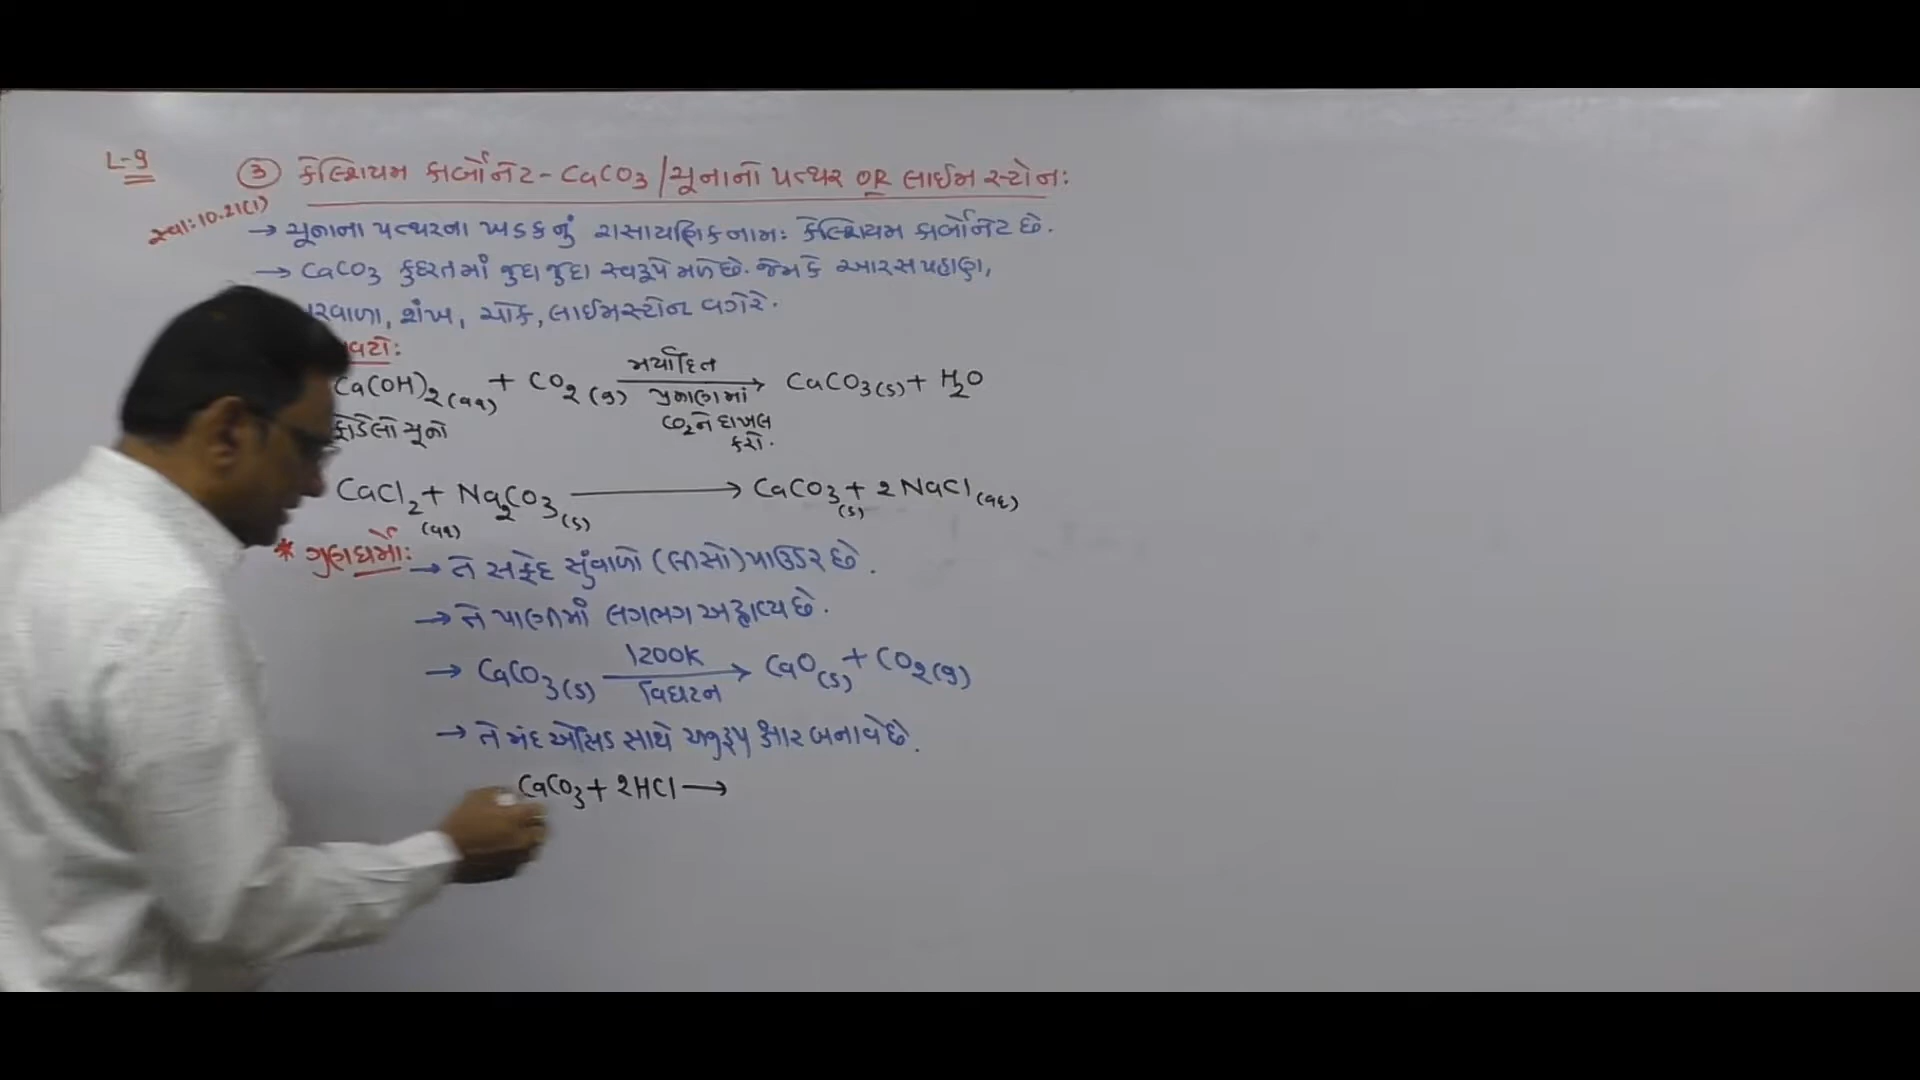 L-9
③ કેલ્શિયમ કાર્બોનેટ - CaCO3 / ચૂનાનો પત્થર OR લાઈમ સ્ટોન:
સ્વા: 10.21(1)
→ ચૂનાના પત્થરના ખડકનું રાસાયણિક નામ: કેલ્શિયમ કાર્બોનેટ છે.
→ CaCO3 કુદરતમાં જુદા જુદા સ્વરૂપે મળે છે. જેમ કે આરસપહાણ,
રવાળા, શંખ, ચોક, લાઈમસ્ટોન વગેરે.
વટો:
Ca(OH)2(aq) + CO2(g) → CaCO3(s) + H2O
મર્યાદિત
પ્રમાણમાં
CO2ને દાખલ
કરો.
ફોડેલો ચૂનો
CaCl2(aq) + Na2CO3(s) → CaCO3(s) + 2NaCl(aq)
* ગુણધર્મો: → તે સફેદ સુંવાળો (લીસો) પાઉડર છે.
→ તે પાણીમાં લગભગ અદ્રાવ્ય છે.
→ CaCO3(s) 1200K → CaO(s) + CO2(g)
વિઘટન
→ તે મંદ એસિડ સાથે અનુરૂપ ક્ષાર બનાવે છે.
CaCO3 + 2HCl →